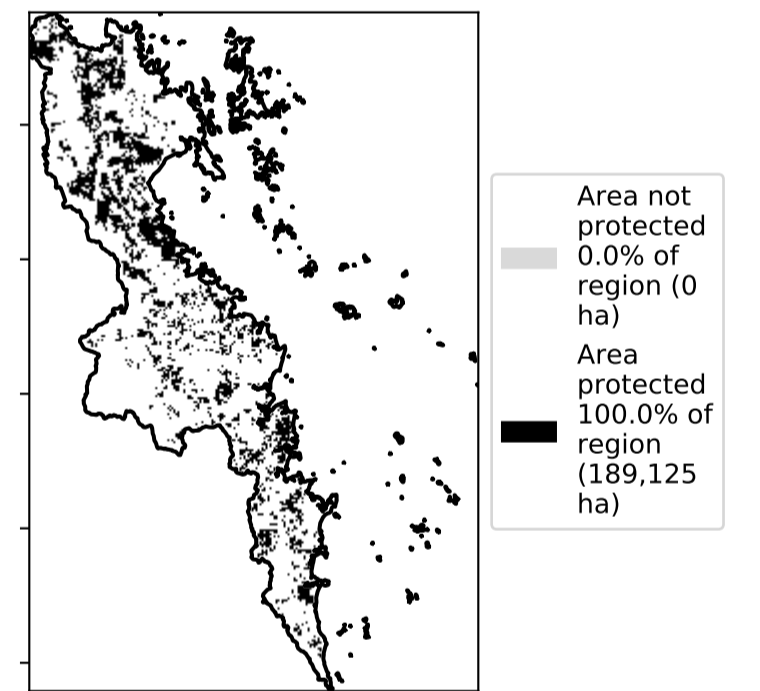 Area not
protected
0.0% of
region (0
ha)
Area
protected
100.0% of
region
(189,125
ha)